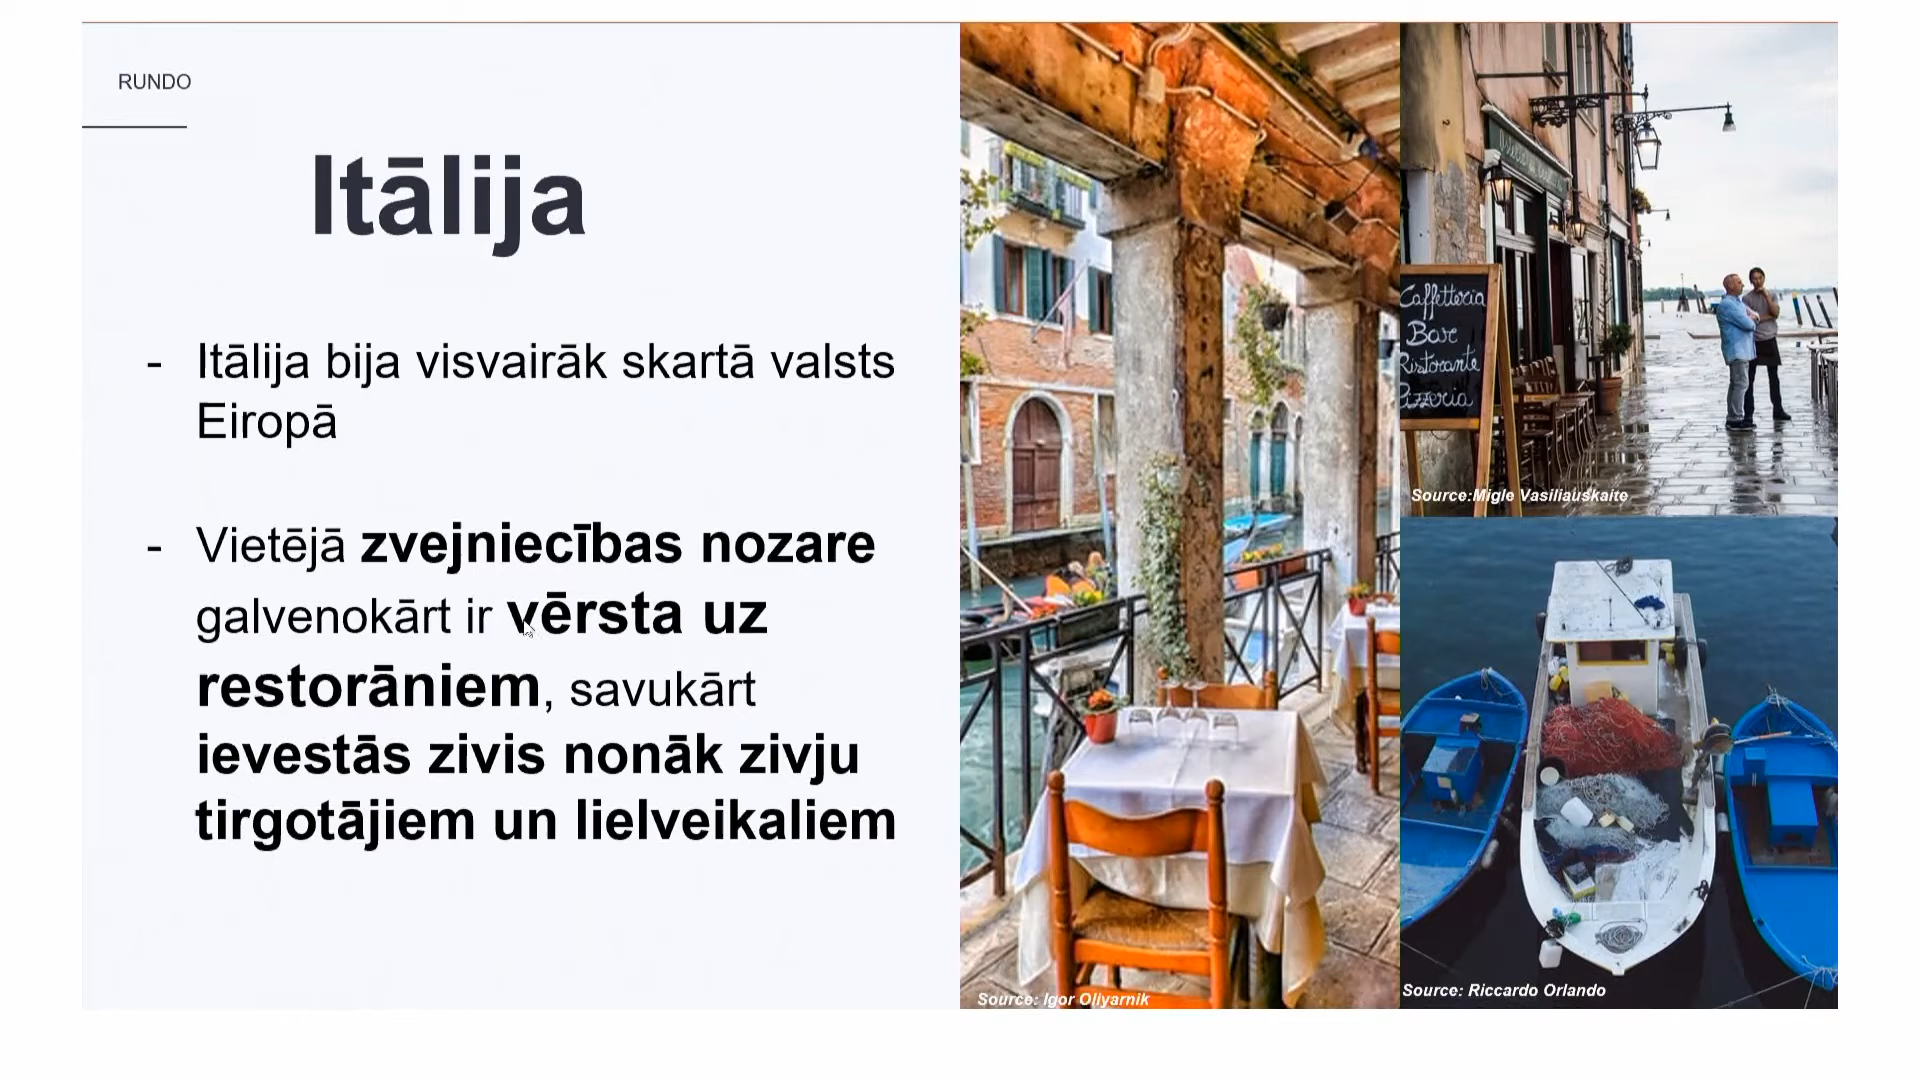 RUNDO
Itālija
- Itālija bija visvairāk skartā valsts
Eiropā
- Vietējā zvejniecības nozare
galvenokārt ir vērsta uz
restorāniem, savukārt
ievestās zivis nonāk zivju
tirgotājiem un lielveikaliem
Source: Igor Oliyarnik
Caffetteria
Bar
Ristorante
Pizzeria
Source:Migle Vasiliauskaite
Source: Riccardo Orlando